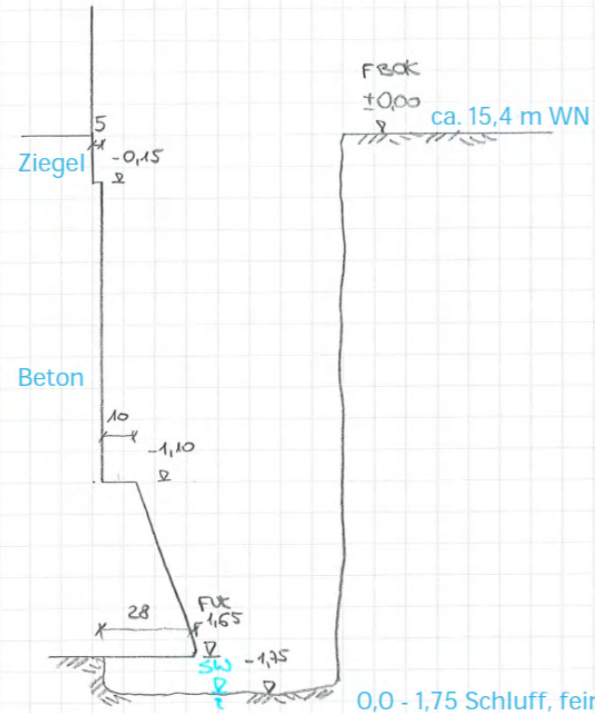 FBOK
±0,00
ca. 15,4 m WN
5
Ziegel
-0,15
Beton
10
-1,10
28
FUK
1,65
SW
-1,75
0,0 - 1,75 Schluff, fein